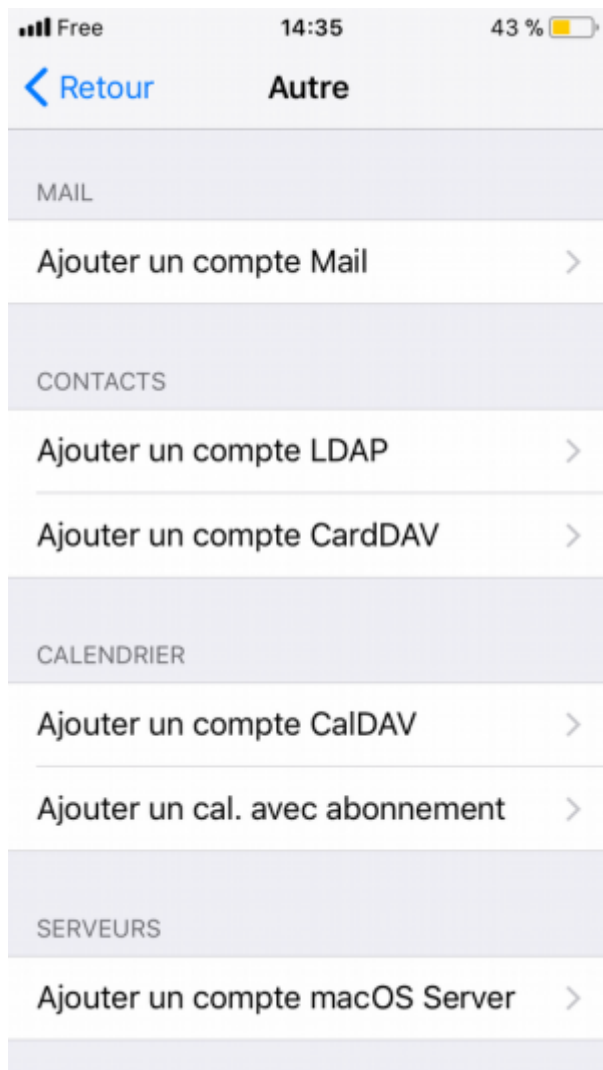 Free 14:35 43 %
Retour Autre
MAIL
Ajouter un compte Mail
CONTACTS
Ajouter un compte LDAP
Ajouter un compte CardDAV
CALENDRIER
Ajouter un compte CalDAV
Ajouter un cal. avec abonnement
SERVEURS
Ajouter un compte macOS Server